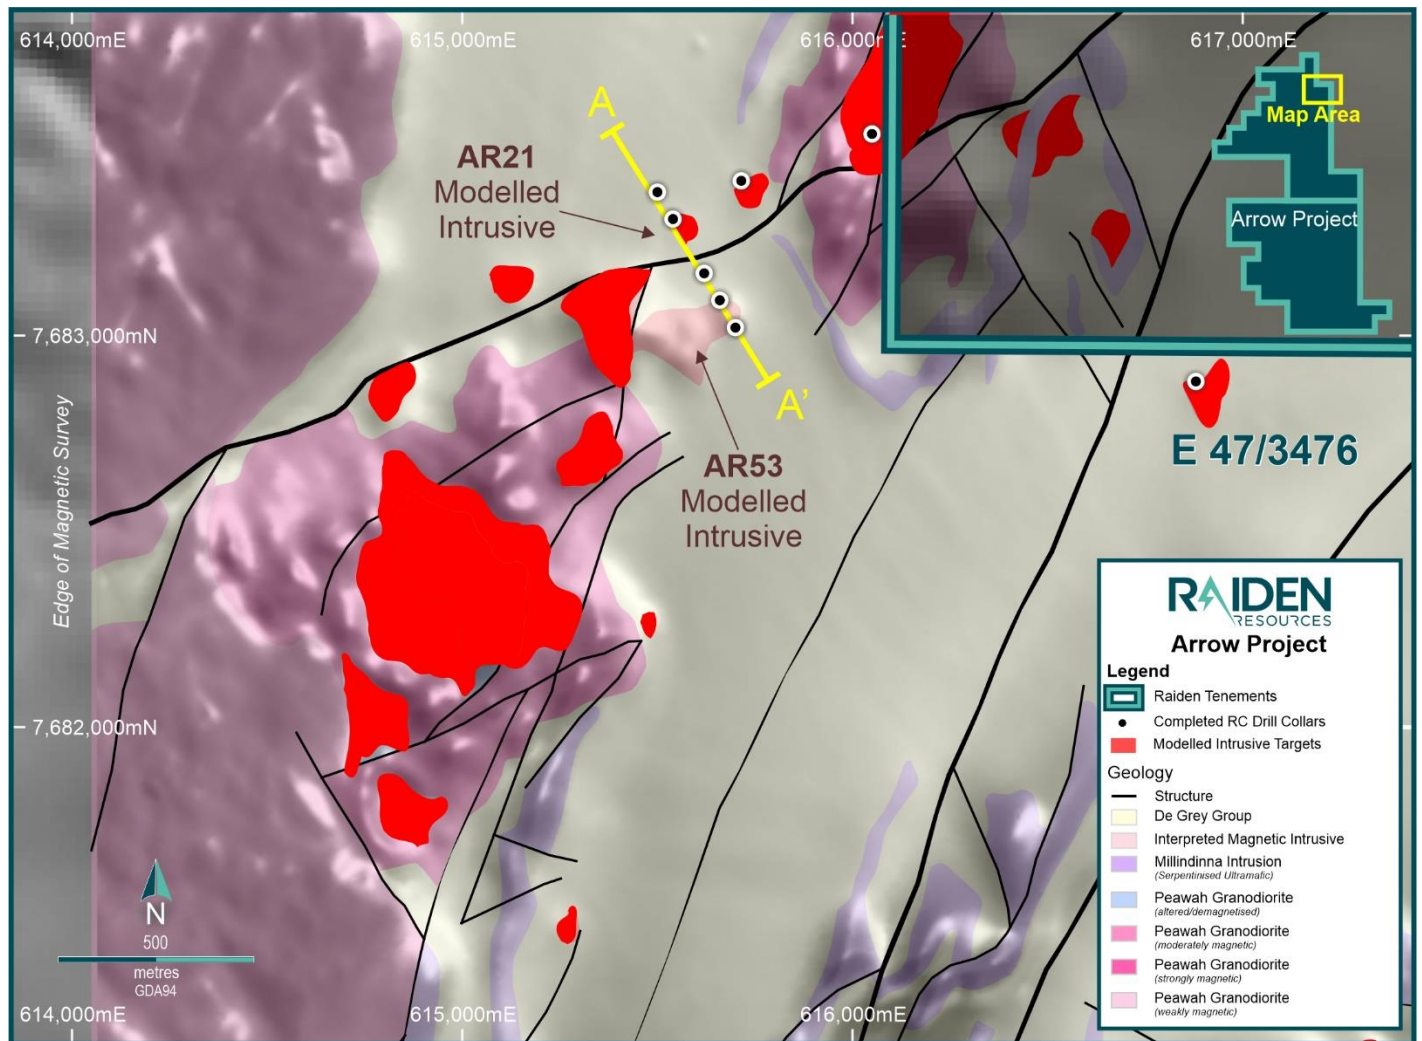 614,000mE
615,000mE
616,000mE
617,000mE
A
AR21
Modelled
Intrusive
Map Area
Arrow Project
7,683,000mN
A'
E 47/3476
AR53
Modelled
Intrusive
Edge of Magnetic Survey
7,682,000mN
RAIDEN
RESOURCES
Arrow Project
Legend
Raiden Tenements
Completed RC Drill Collars
Modelled Intrusive Targets
Geology
Structure
De Grey Group
Interpreted Magnetic Intrusive
Millindinna Intrusion
(Serpentinised Ultramafic)
Peawah Granodiorite
(altered/demagnetised)
Peawah Granodiorite
(moderately magnetic)
Peawah Granodiorite
(strongly magnetic)
Peawah Granodiorite
(weakly magnetic)
N
500
metres
GDA94
614,000mE
615,000mE
616,000mE